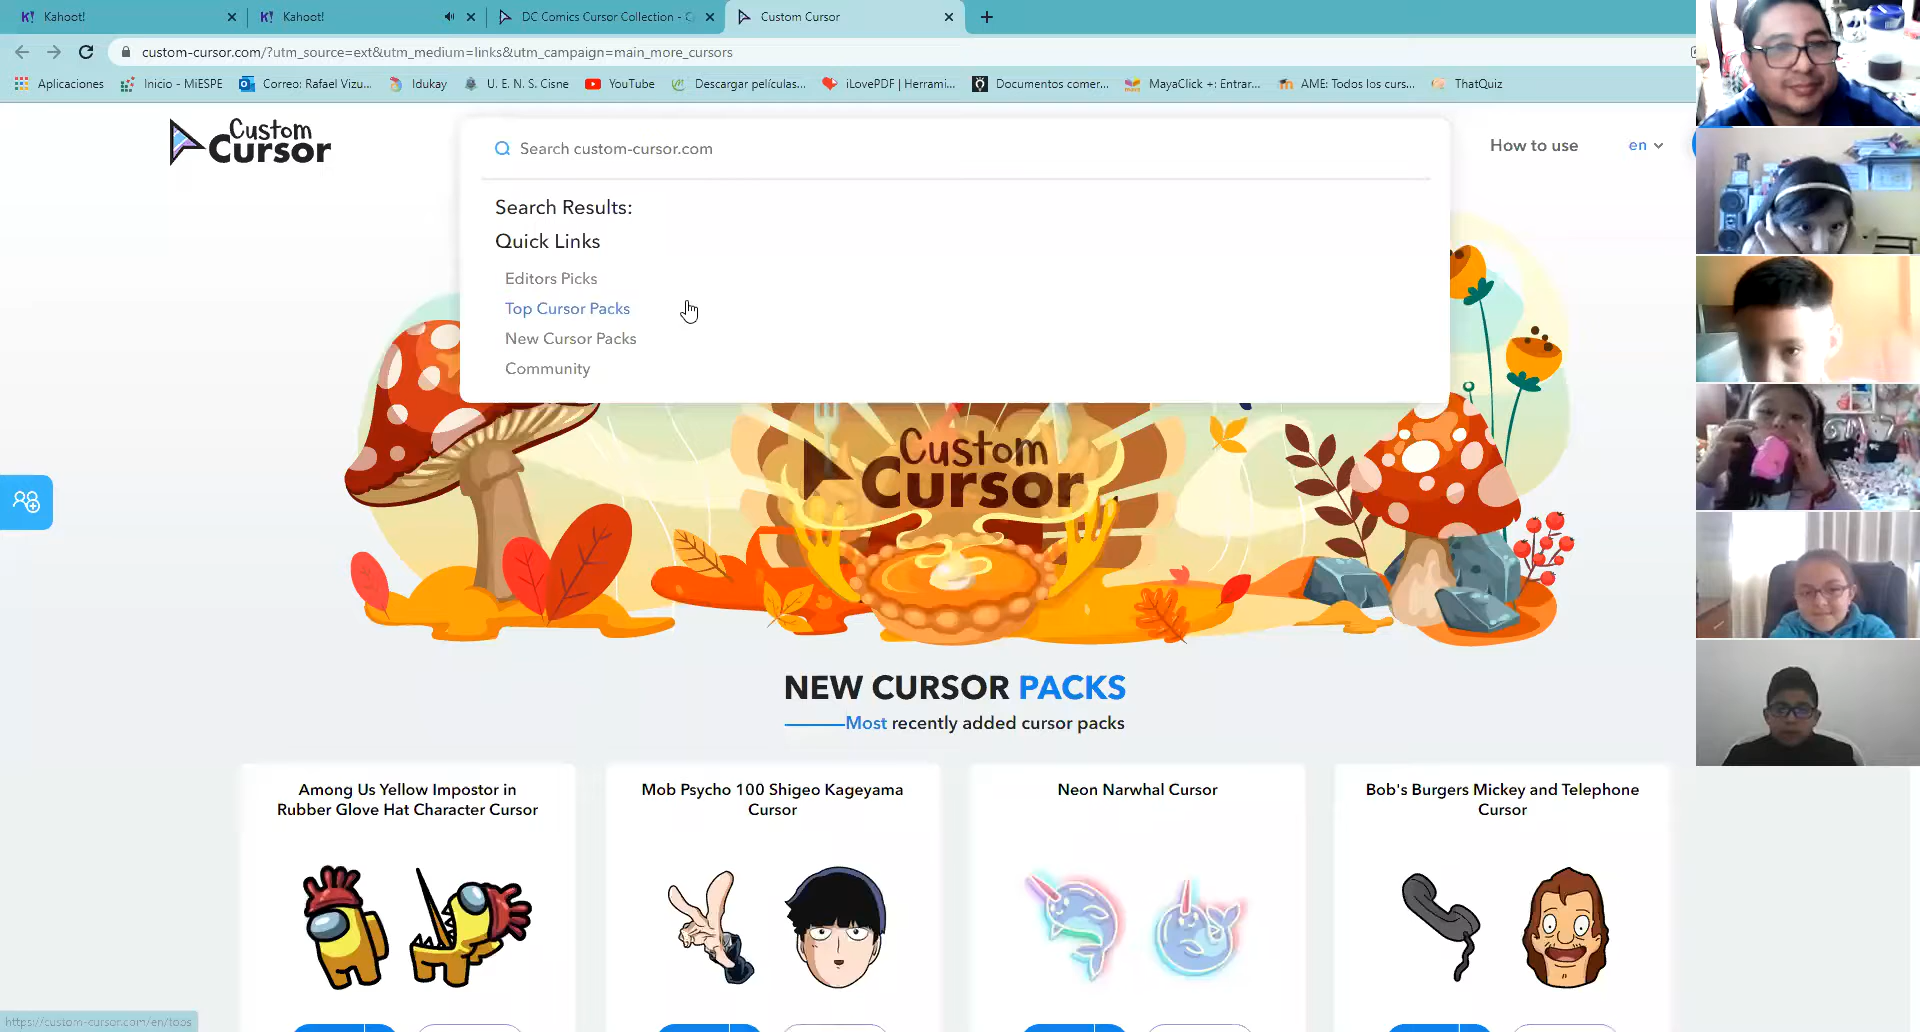 K! Kahoot!
K! Kahoot!
DC Comics Cursor Collection - C
Custom Cursor
custom-cursor.com/?utm_source=ext&utm_medium=links&utm_campaign=main_more_cursors
Aplicaciones
Inicio - MiESPE
Correo: Rafael Vizu...
Idukay
U. E. N. S. Cisne
YouTube
Descargar películas...
iLovePDF | Herrami...
Documentos comer...
MayaClick +: Entrar...
AME: Todos los curs...
ThatQuiz
Custom
Cursor
Search custom-cursor.com
How to use
en
Search Results:
Quick Links
Editors Picks
Top Cursor Packs
New Cursor Packs
Community
Custom
Cursor
NEW CURSOR PACKS
Most recently added cursor packs
Among Us Yellow Impostor in
Rubber Glove Hat Character Cursor
Mob Psycho 100 Shigeo Kageyama
Cursor
Neon Narwhal Cursor
Bob's Burgers Mickey and Telephone
Cursor
https://custom-cursor.com/en/tops